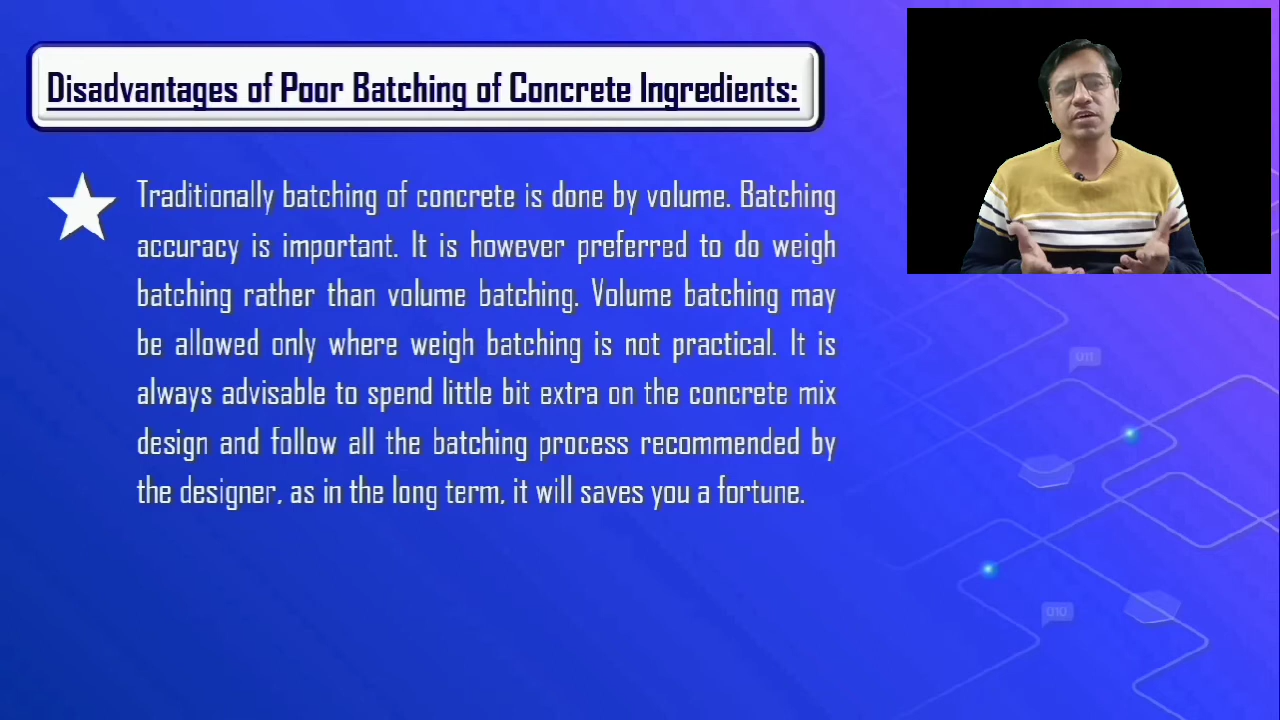 Disadvantages of Poor Batching of Concrete Ingredients:
Traditionally batching of concrete is done by volume. Batching
accuracy is important. It is however preferred to do weigh
batching rather than volume batching. Volume batching may
be allowed only where weigh batching is not practical. It is
always advisable to spend little bit extra on the concrete mix
design and follow all the batching process recommended by
the designer, as in the long term, it will saves you a fortune.
011
010